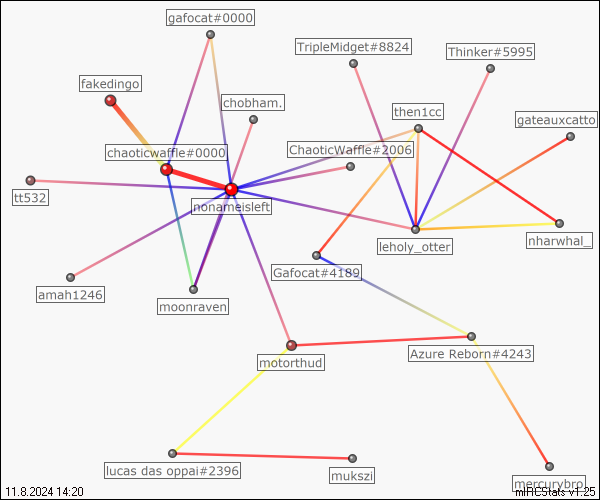 gafocat#0000
TripleMidget#8824
Thinker#5995
fakedingo
chobham.
then1cc
gateauxcatto
chaoticwaffle#0000
ChaoticWaffle#2006
tt532
nonameisleft
leholy_otter
nharwhal_
Gafocat#4189
amah1246
moonraven
motorthud
Azure Reborn#4243
lucas das oppai#2396
mukszi
mercurybro.
11.8.2024 14:20
mIRCStats v1.25